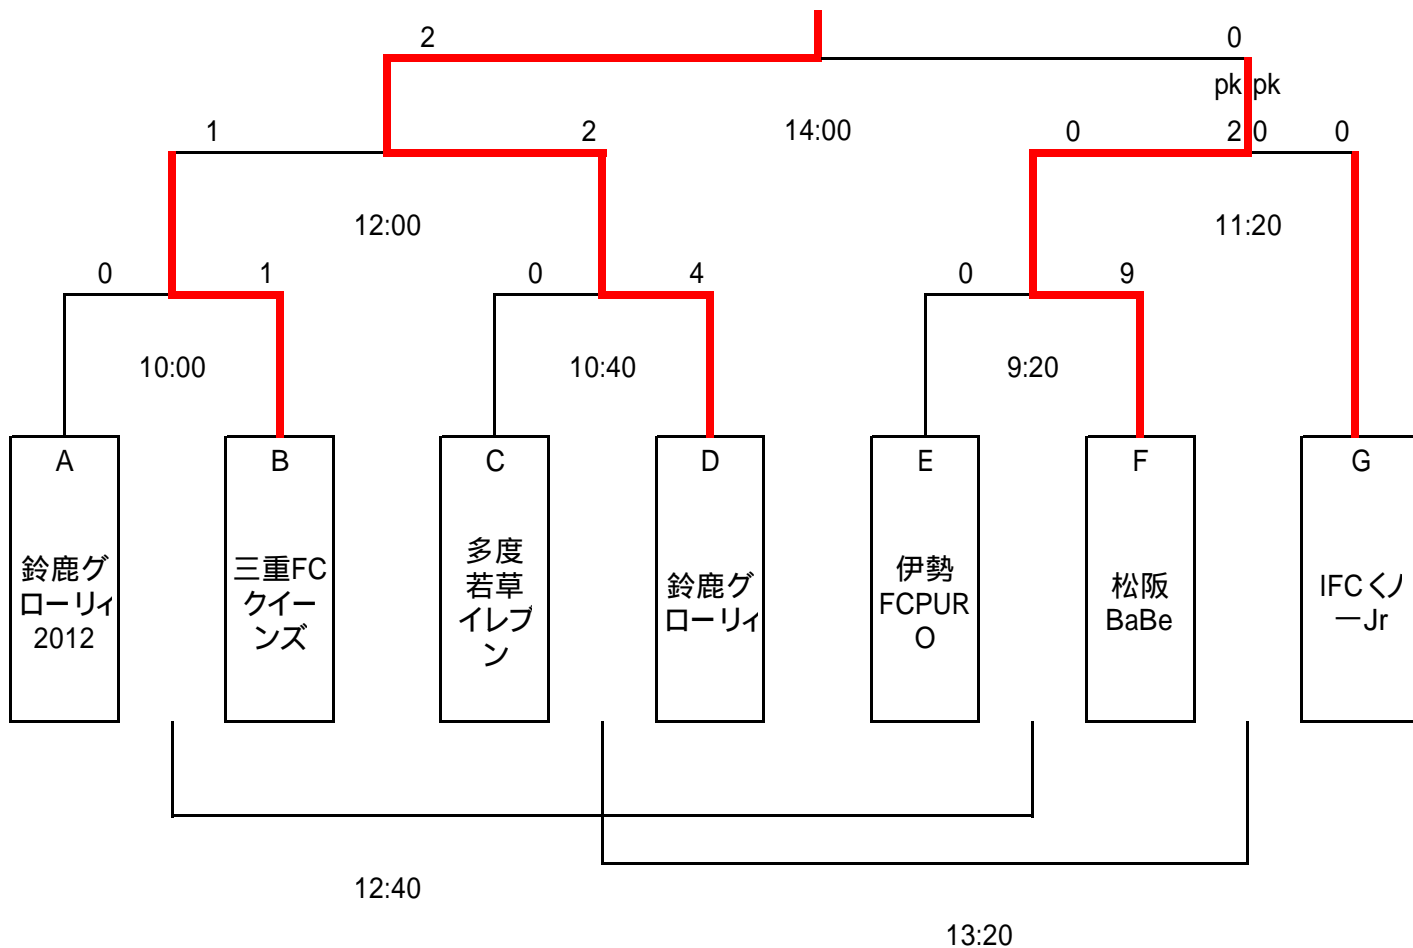 2 0
pk pk
1 2 14:00 0 2 0 0
12:00 11:20
0 1 0 4 0 9
10:00 10:40 9:20
A B C D E F G
鈴鹿グ
ローリィ
2012
三重FC
クイー
ンズ
多度
若草
イレブ
ン
鈴鹿グ
ローリィ
伊勢
FCPUR
O
松阪
BaBe
IFCくノ
一Jr
12:40
13:20